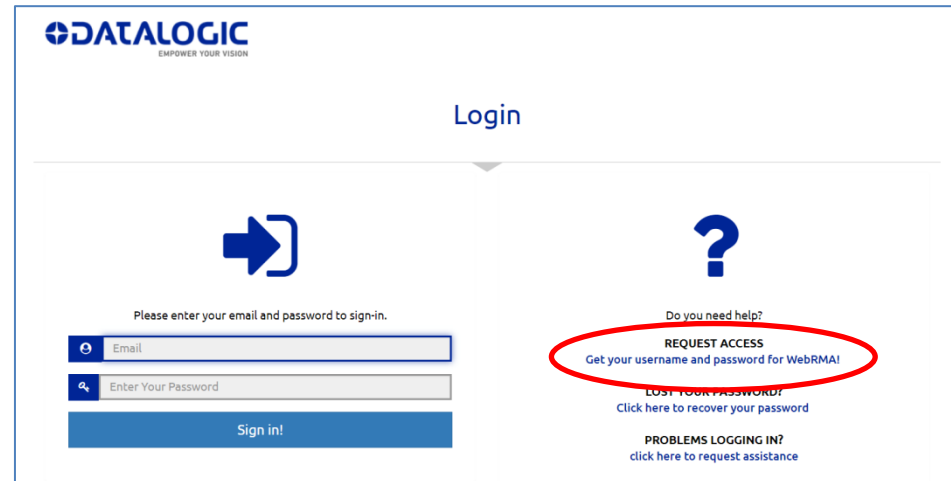 DATALOGIC
EMPOWER YOUR VISION
Login
Please enter your email and password to sign-in.
Email
Enter Your Password
Sign in!
Do you need help?
REQUEST ACCESS
Get your username and password for WebRMA!
LOST YOUR PASSWORD?
Click here to recover your password
PROBLEMS LOGGING IN?
click here to request assistance